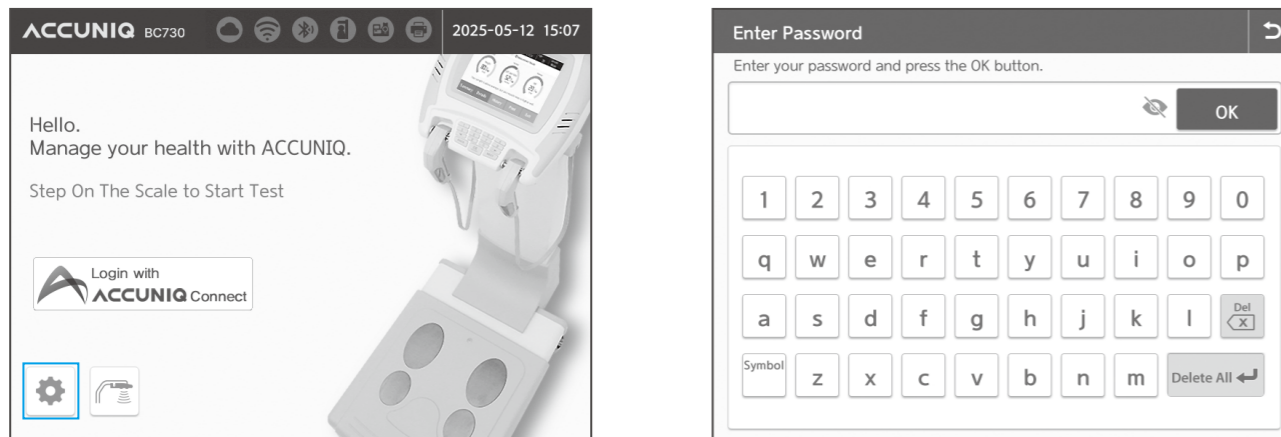 ACCUNIQ BC730 2025-05-12 15:07
Hello.
Manage your health with ACCUNIQ.
Step On The Scale to Start Test
Login with
ACCUNIQ Connect
Enter Password
Enter your password and press the OK button.
OK
1 2 3 4 5 6 7 8 9 0
q w e r t y u i o p
a s d f g h j k l Del X
Symbol z x c v b n m Delete All